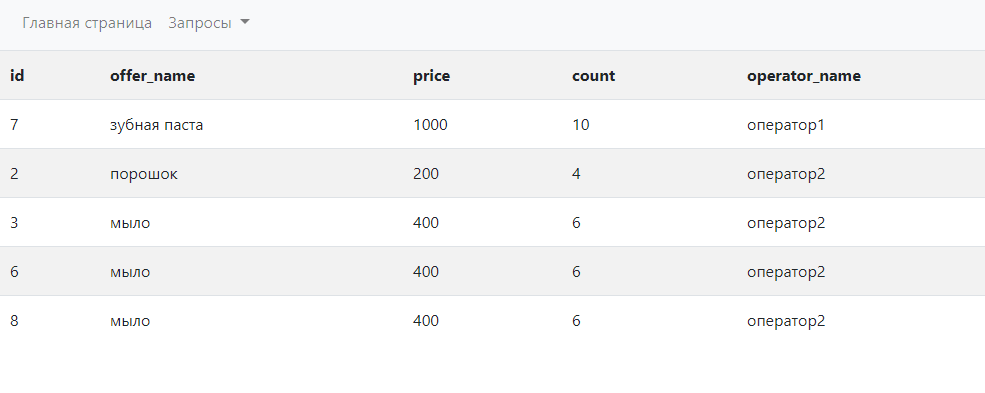 Главная страница Запросы
id offer_name price count operator_name
7 зубная паста 1000 10 оператор1
2 порошок 200 4 оператор2
3 мыло 400 6 оператор2
6 мыло 400 6 оператор2
8 мыло 400 6 оператор2